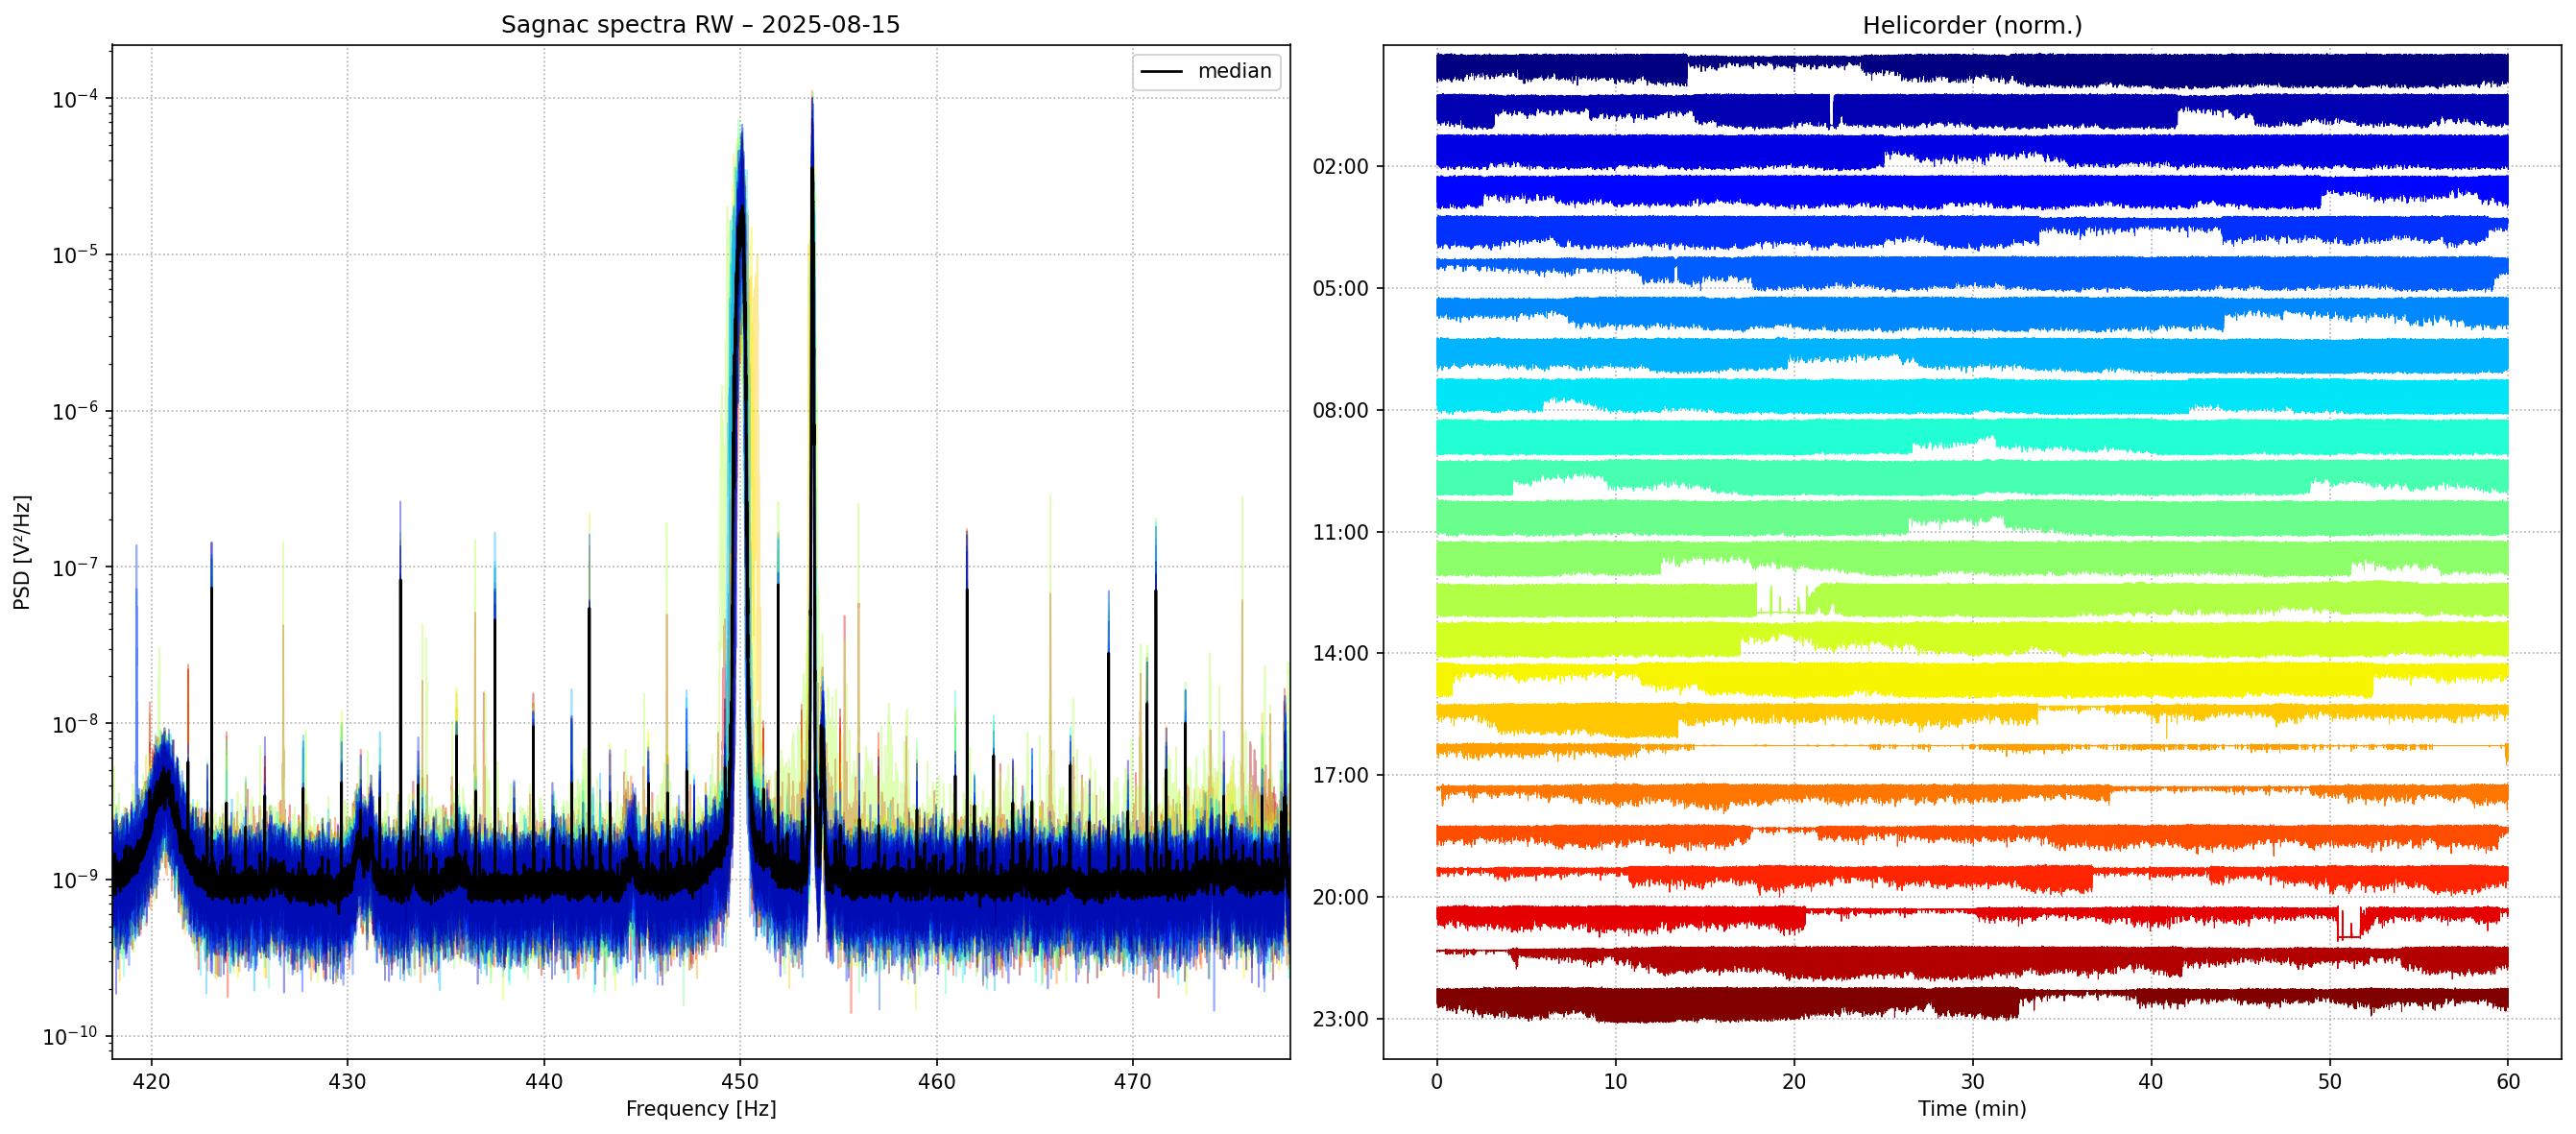 Sagnac spectra RW – 2025-08-15
median
PSD [V²/Hz]
10⁻⁴
10⁻⁵
10⁻⁶
10⁻⁷
10⁻⁸
10⁻⁹
10⁻¹⁰
420 430 440 450 460 470
Frequency [Hz]
Helicorder (norm.)
02:00
05:00
08:00
11:00
14:00
17:00
20:00
23:00
0 10 20 30 40 50 60
Time (min)